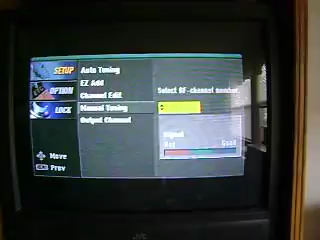 SETUP
OPTION
LOCK
Auto Tuning
EZ Add
Channel Edit
Manual Tuning
Output Channel
Select RF-channel number.
Signal
Bad Good
Move
Prev